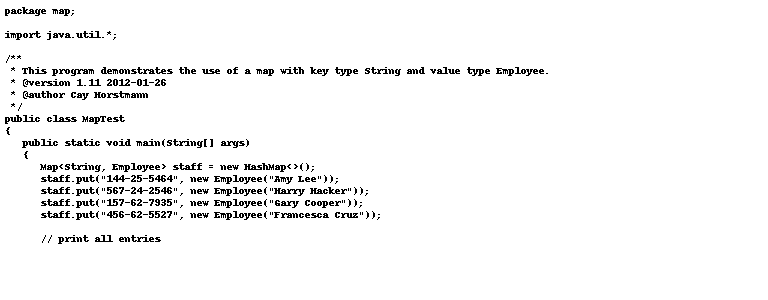 package map;

import java.util.*;

/**
 * This program demonstrates the use of a map with key type String and value type Employee.
 * @version 1.11 2012-01-26
 * @author Cay Horstmann
 */
public class MapTest
{
   public static void main(String[] args)
   {
      Map<String, Employee> staff = new HashMap<>();
      staff.put("144-25-5464", new Employee("Amy Lee"));
      staff.put("567-24-2546", new Employee("Harry Hacker"));
      staff.put("157-62-7935", new Employee("Gary Cooper"));
      staff.put("456-62-5527", new Employee("Francesca Cruz"));

      // print all entries